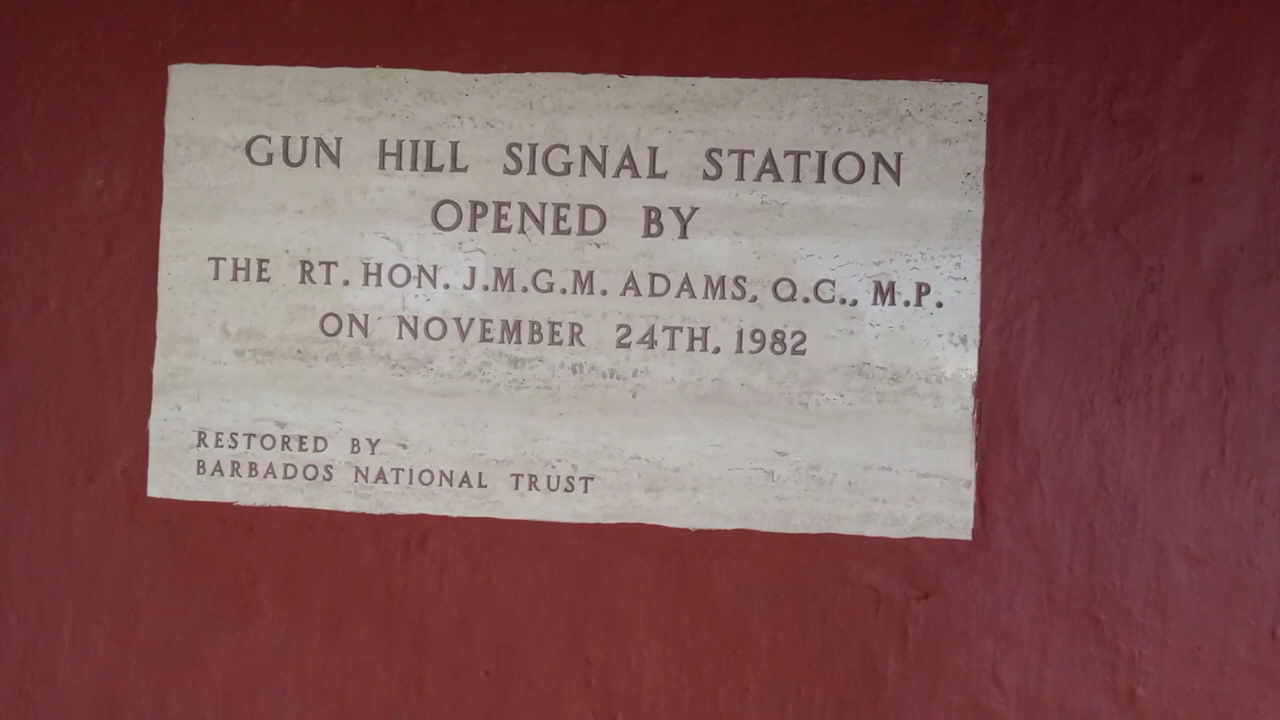 GUN HILL SIGNAL STATION
OPENED BY
THE RT. HON. J.M.G.M. ADAMS, Q.C., M.P.
ON NOVEMBER 24TH, 1982
RESTORED BY
BARBADOS NATIONAL TRUST